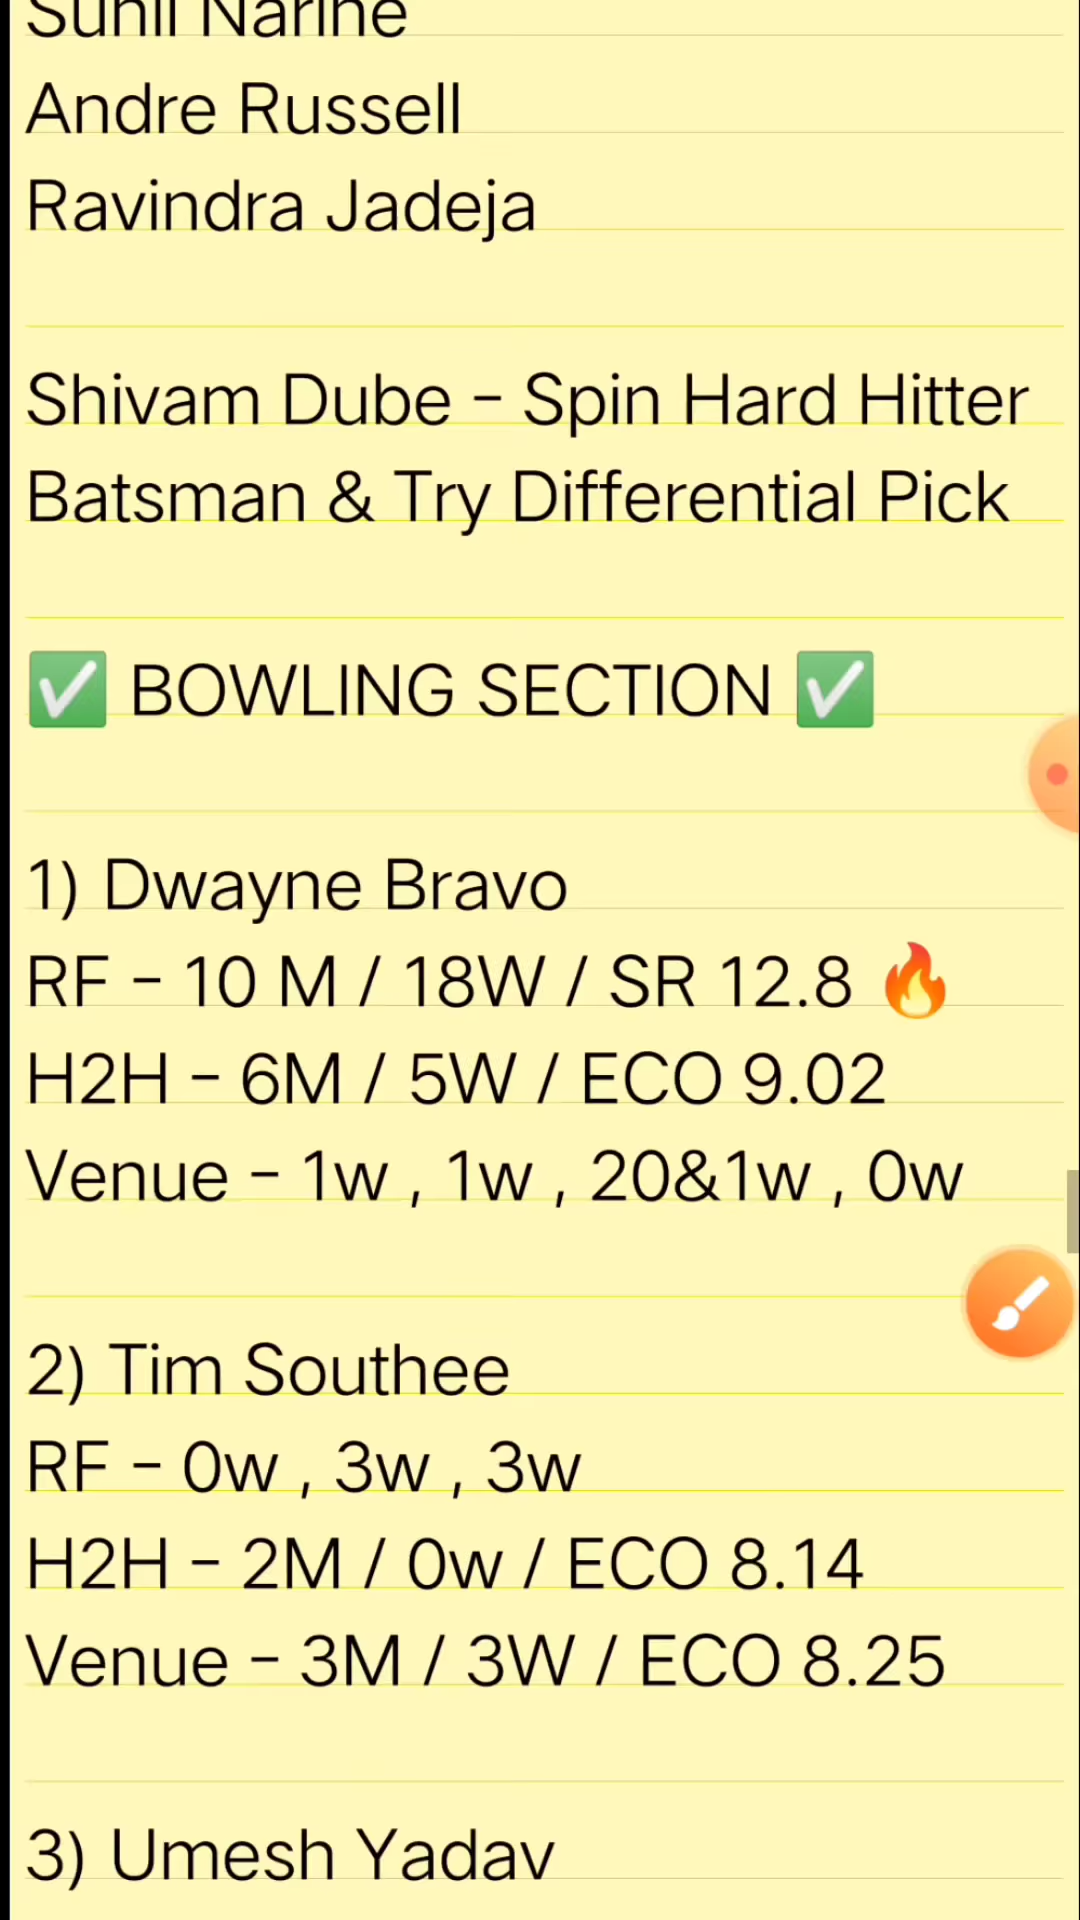 Sunil Narine
Andre Russell
Ravindra Jadeja
Shivam Dube - Spin Hard Hitter
Batsman & Try Differential Pick
✅ BOWLING SECTION ✅
1) Dwayne Bravo
RF - 10 M / 18W / SR 12.8 🔥
H2H - 6M / 5W / ECO 9.02
Venue - 1w , 1w , 20&1w , 0w
2) Tim Southee
RF - 0w , 3w , 3w
H2H - 2M / 0w / ECO 8.14
Venue - 3M / 3W / ECO 8.25
3) Umesh Yadav